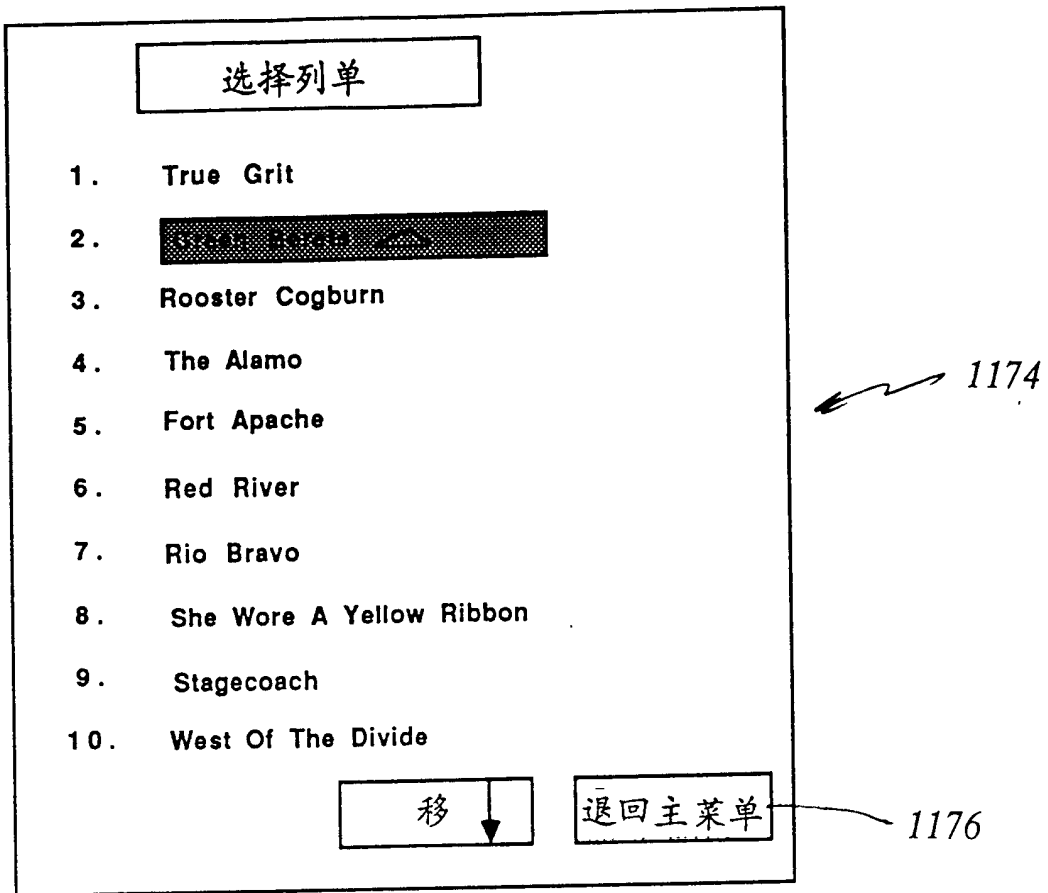 选择列单
1. True Grit
2. Green Berets
3. Rooster Cogburn
4. The Alamo
5. Fort Apache
6. Red River
7. Rio Bravo
8. She Wore A Yellow Ribbon
9. Stagecoach
10. West Of The Divide
移 退回主菜单
1174
1176